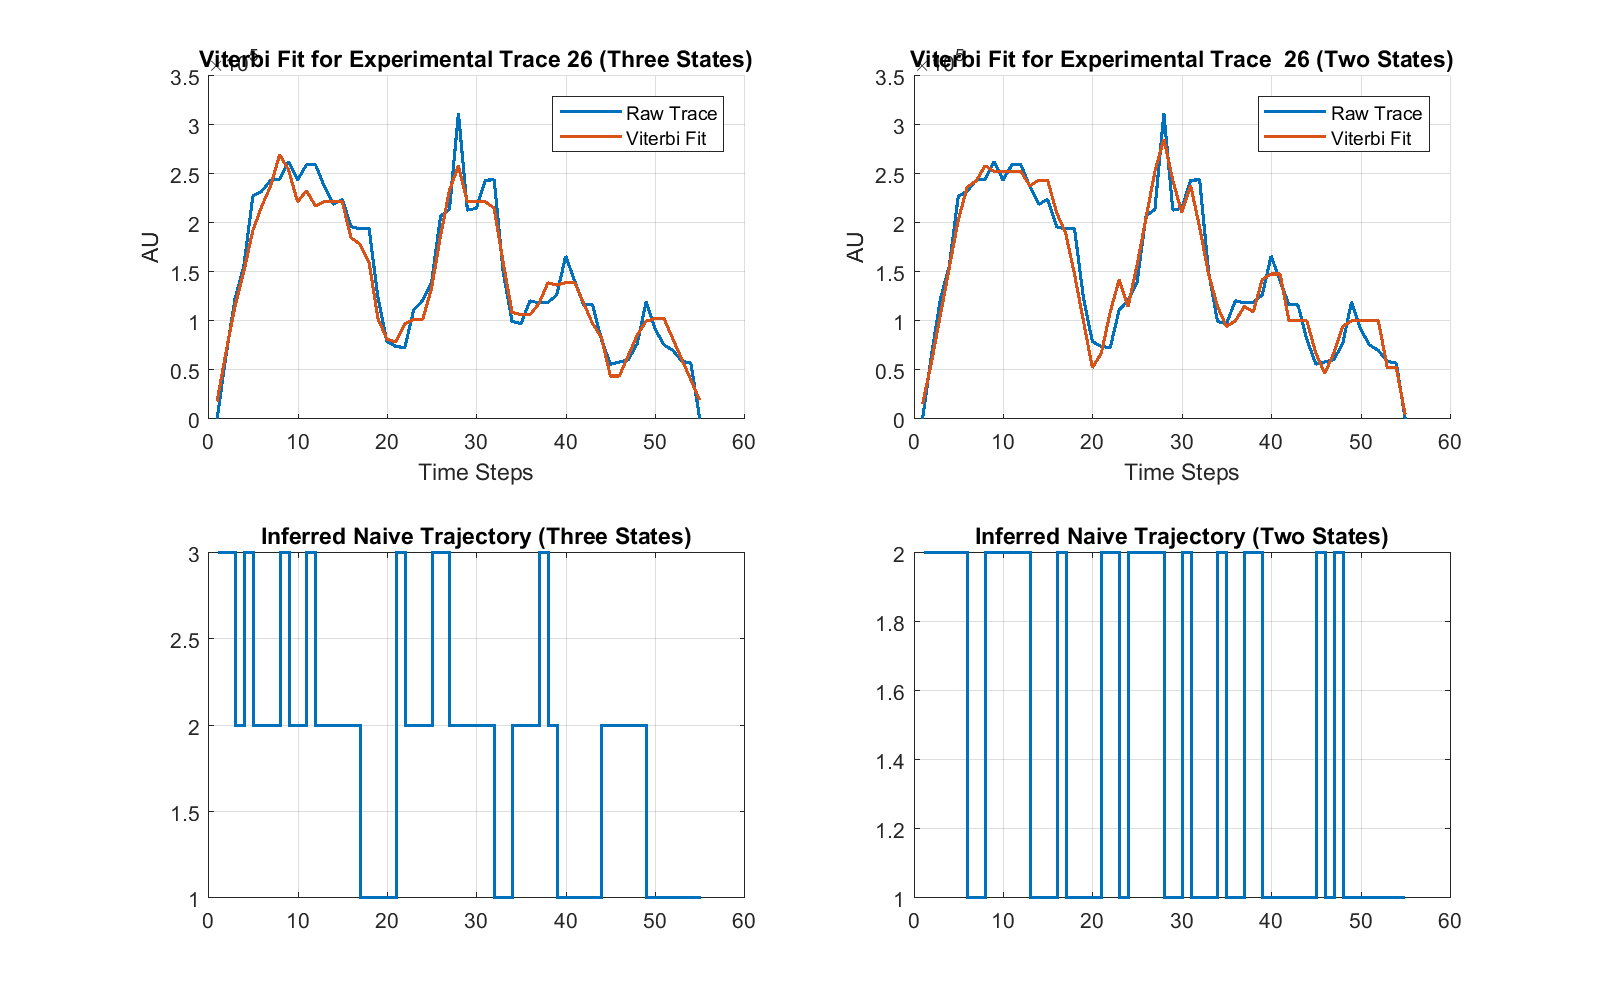 Viterbi Fit for Experimental Trace 26 (Three States)
× 10^5
3.5
3
2.5
2
1.5
1
0.5
0
AU
Raw Trace
Viterbi Fit
0 10 20 30 40 50 60
Time Steps
Viterbi Fit for Experimental Trace  26 (Two States)
× 10^5
3.5
3
2.5
2
1.5
1
0.5
0
AU
Raw Trace
Viterbi Fit
0 10 20 30 40 50 60
Time Steps
Inferred Naive Trajectory (Three States)
3
2.5
2
1.5
1
0 10 20 30 40 50 60
Inferred Naive Trajectory (Two States)
2
1.8
1.6
1.4
1.2
1
0 10 20 30 40 50 60